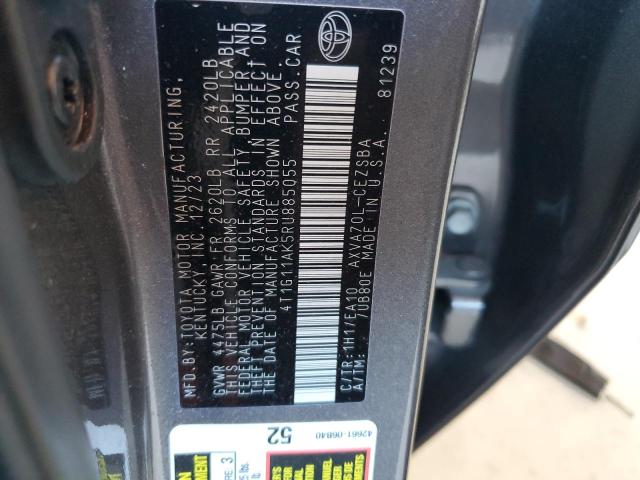 MFD.BY:TOYOTA MOTOR MANUFACTURING,
KENTUCKY, INC. 12/23
GVWR 4475LB GAWR FR 2620LB RR 2420LB
THIS VEHICLE CONFORMS TO ALL APPLICABLE
FEDERAL MOTOR VEHICLE SAFETY, BUMPER, AND
THEFT PREVENTION STANDARDS IN EFFECT ON
THE DATE OF MANUFACTURE SHOWN ABOVE.
4T1G11AK5RU885055 PASS.CAR
C/TR:1H1/EA10 AXVA70L-CEZSBA
A/TM: 7UB80E MADE IN U.S.A.
81239
52
42661-06B40